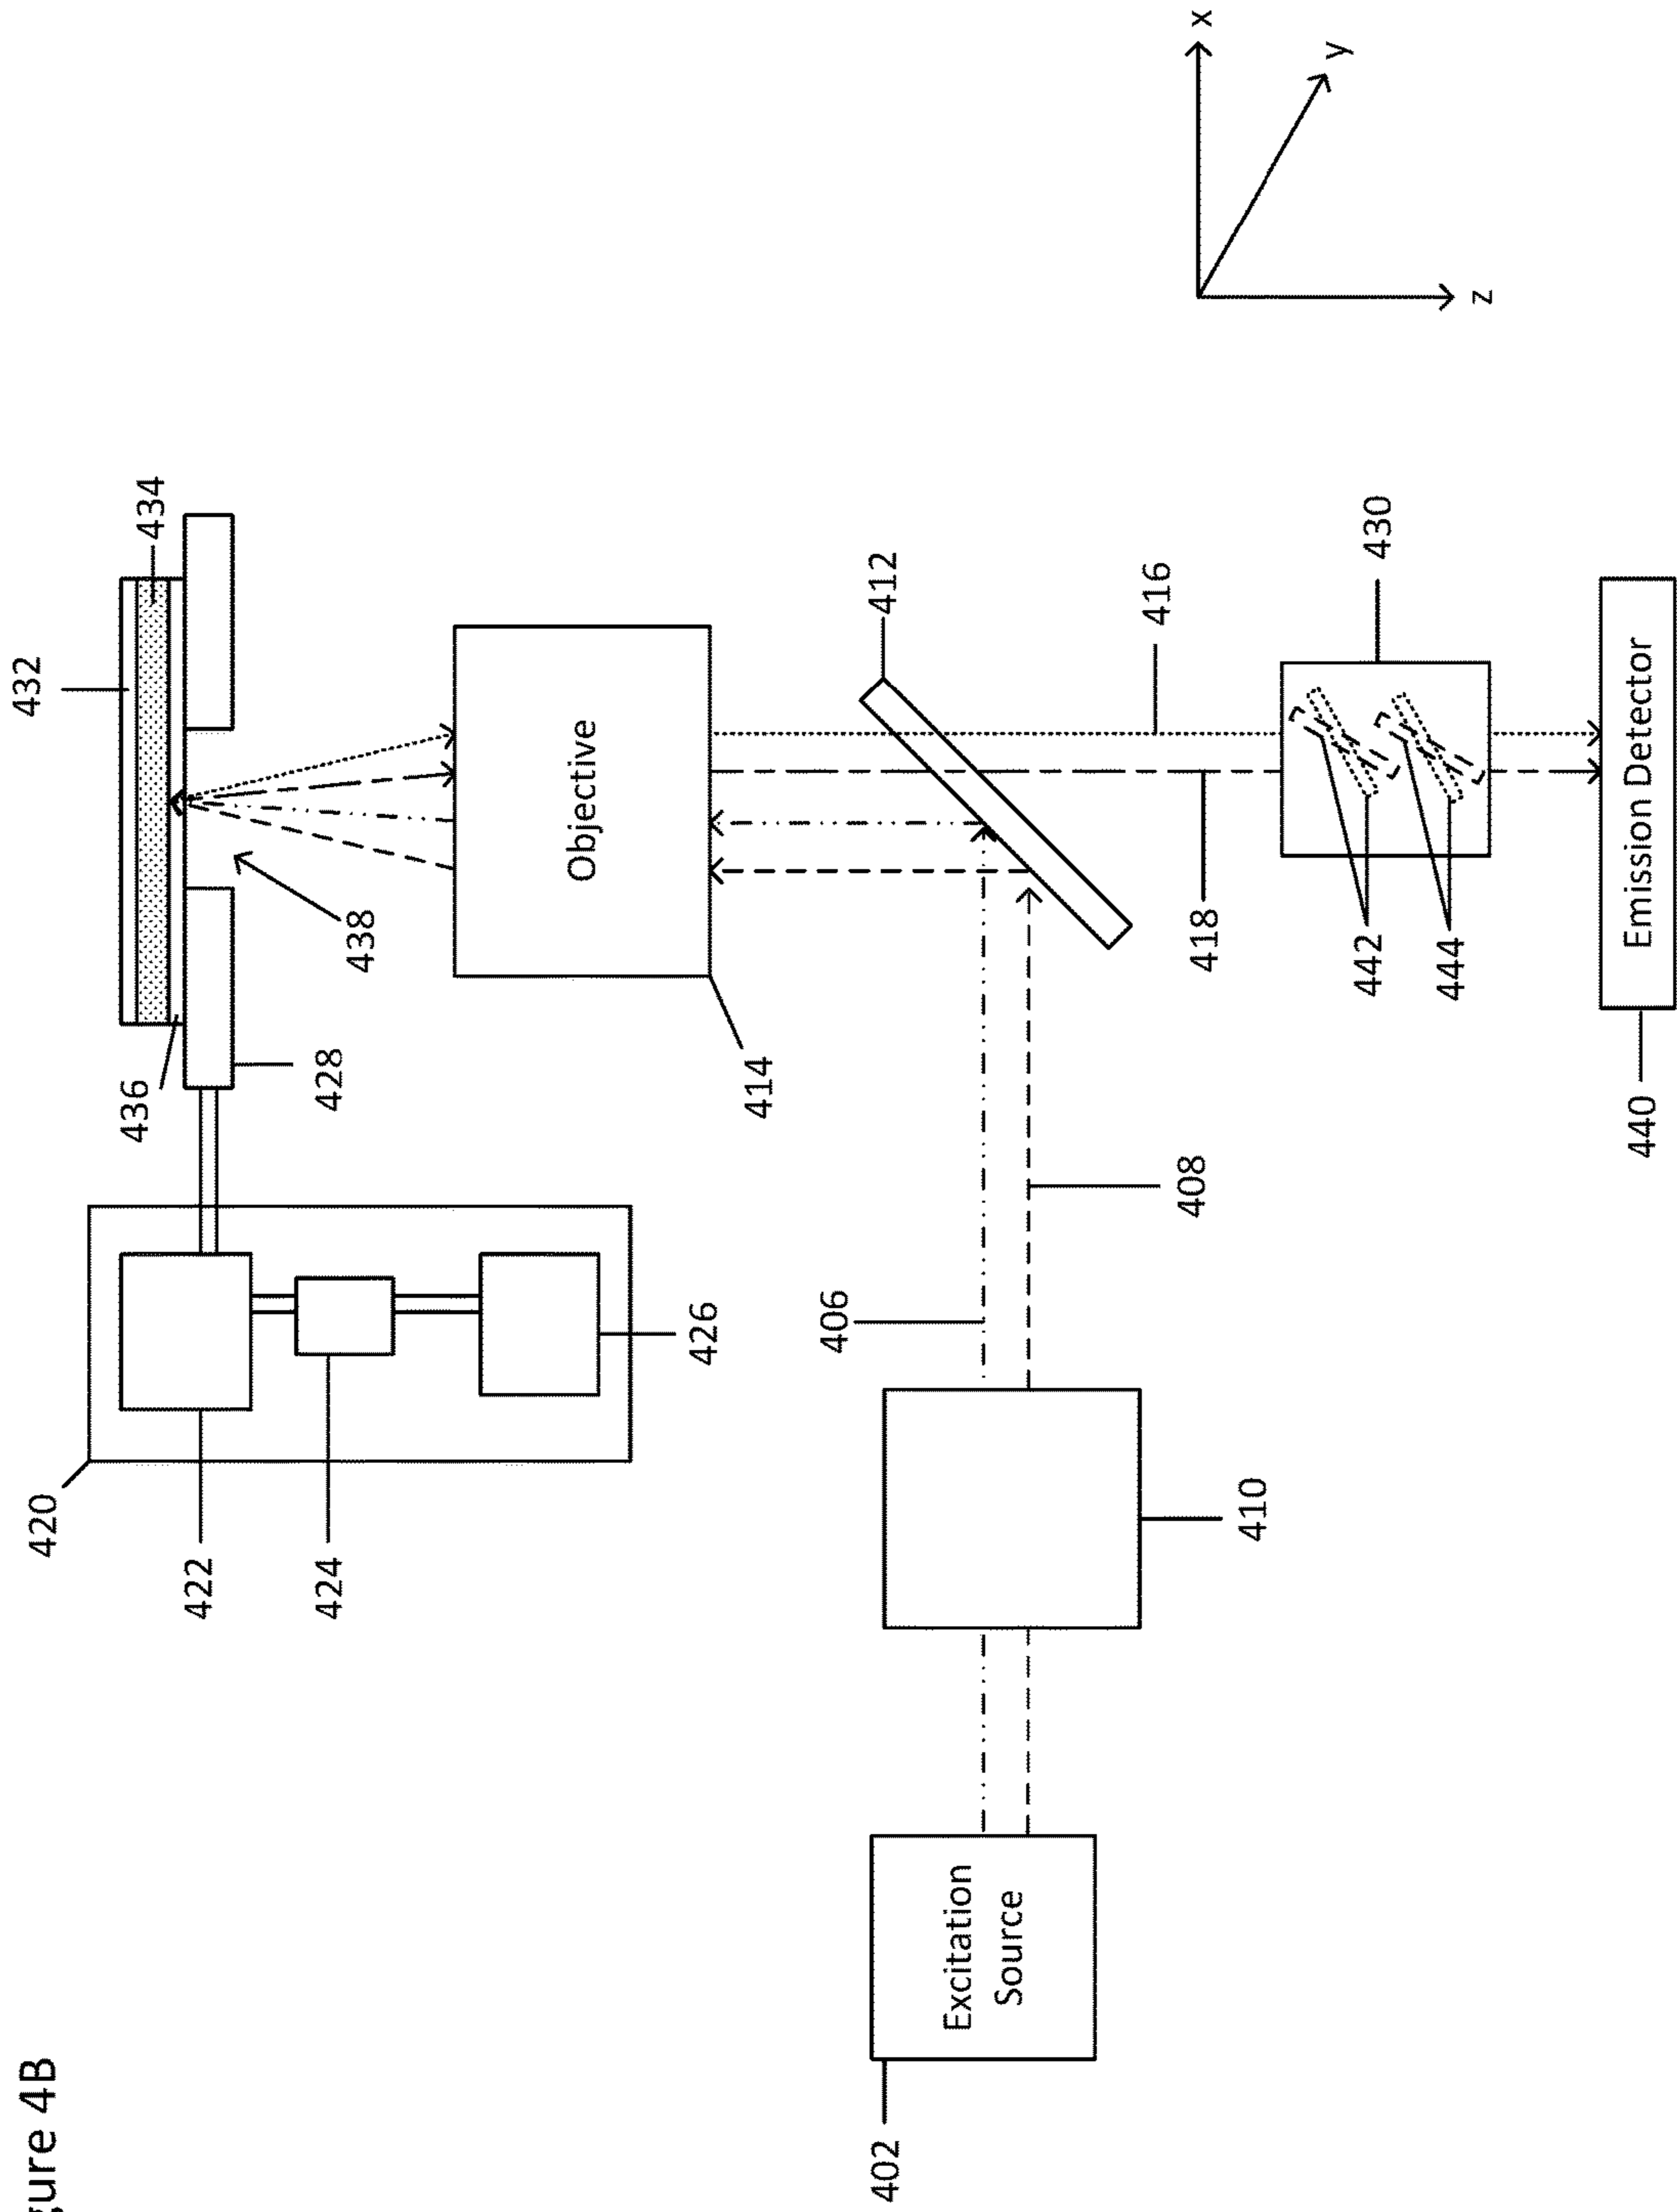 gure 4B
420
432
436
434
422
424
428
438
Objective
426
414
406
402
412
Excitation
Source
416
408
418
x
410
y
442
430
444
z
440
Emission Detector